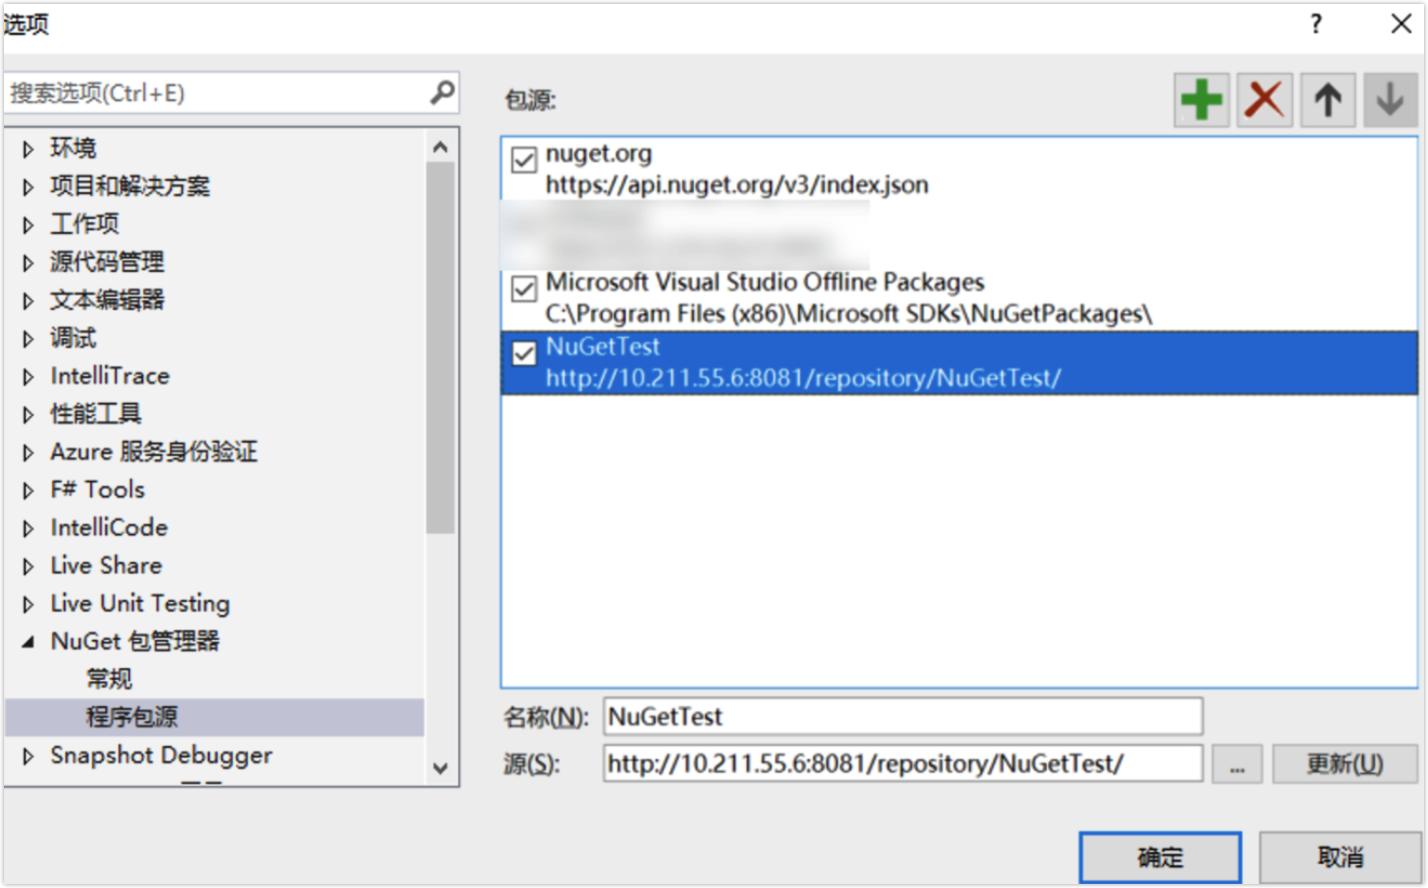 选项
搜索选项(Ctrl+E)
环境
项目和解决方案
工作项
源代码管理
文本编辑器
调试
IntelliTrace
性能工具
Azure 服务身份验证
F# Tools
IntelliCode
Live Share
Live Unit Testing
NuGet 包管理器
常规
程序包源
Snapshot Debugger
包源:
nuget.org
https://api.nuget.org/v3/index.json
Microsoft Visual Studio Offline Packages
C:\Program Files (x86)\Microsoft SDKs\NuGetPackages\
NuGetTest
http://10.211.55.6:8081/repository/NuGetTest/
名称(N): NuGetTest
源(S): http://10.211.55.6:8081/repository/NuGetTest/ ... 更新(U)
确定 取消